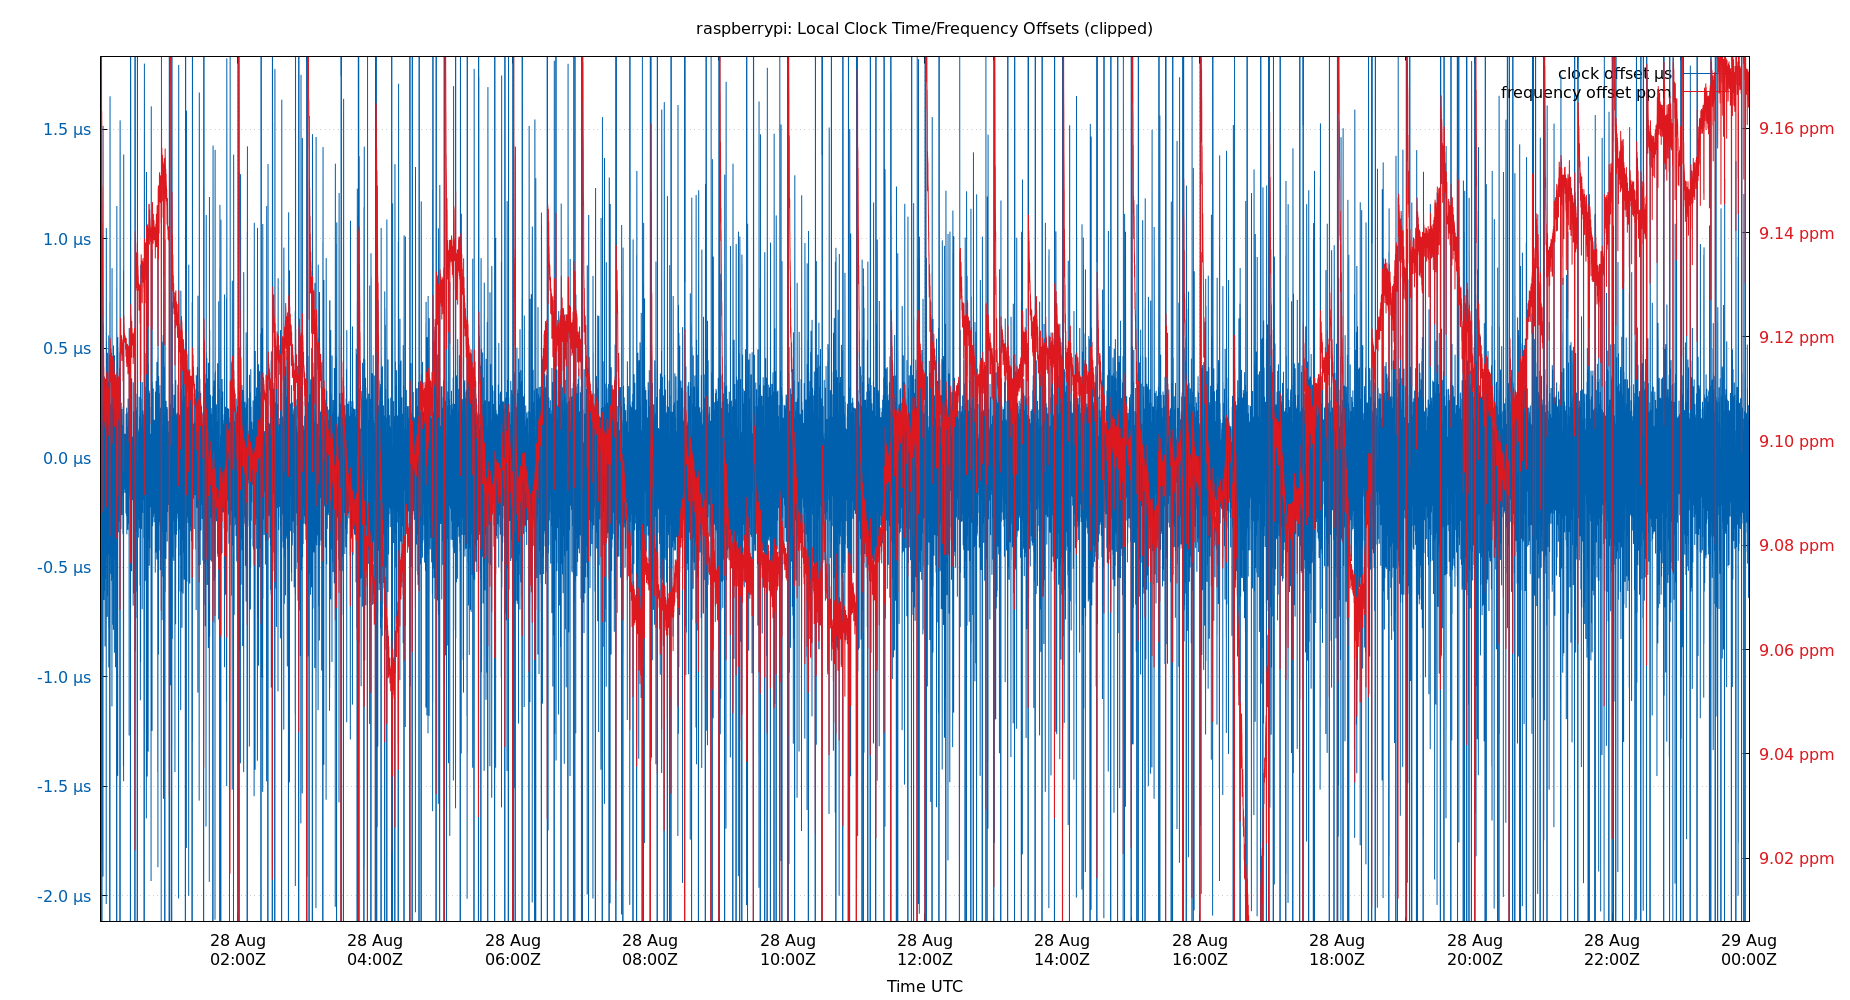 raspberrypi: Local Clock Time/Frequency Offsets (clipped)
clock offset µs
frequency offset ppm
1.5 µs
1.0 µs
0.5 µs
0.0 µs
-0.5 µs
-1.0 µs
-1.5 µs
-2.0 µs
9.16 ppm
9.14 ppm
9.12 ppm
9.10 ppm
9.08 ppm
9.06 ppm
9.04 ppm
9.02 ppm
28 Aug 28 Aug 28 Aug 28 Aug 28 Aug 28 Aug 28 Aug 28 Aug 28 Aug 28 Aug 28 Aug 29 Aug
02:00Z 04:00Z 06:00Z 08:00Z 10:00Z 12:00Z 14:00Z 16:00Z 18:00Z 20:00Z 22:00Z 00:00Z
Time UTC